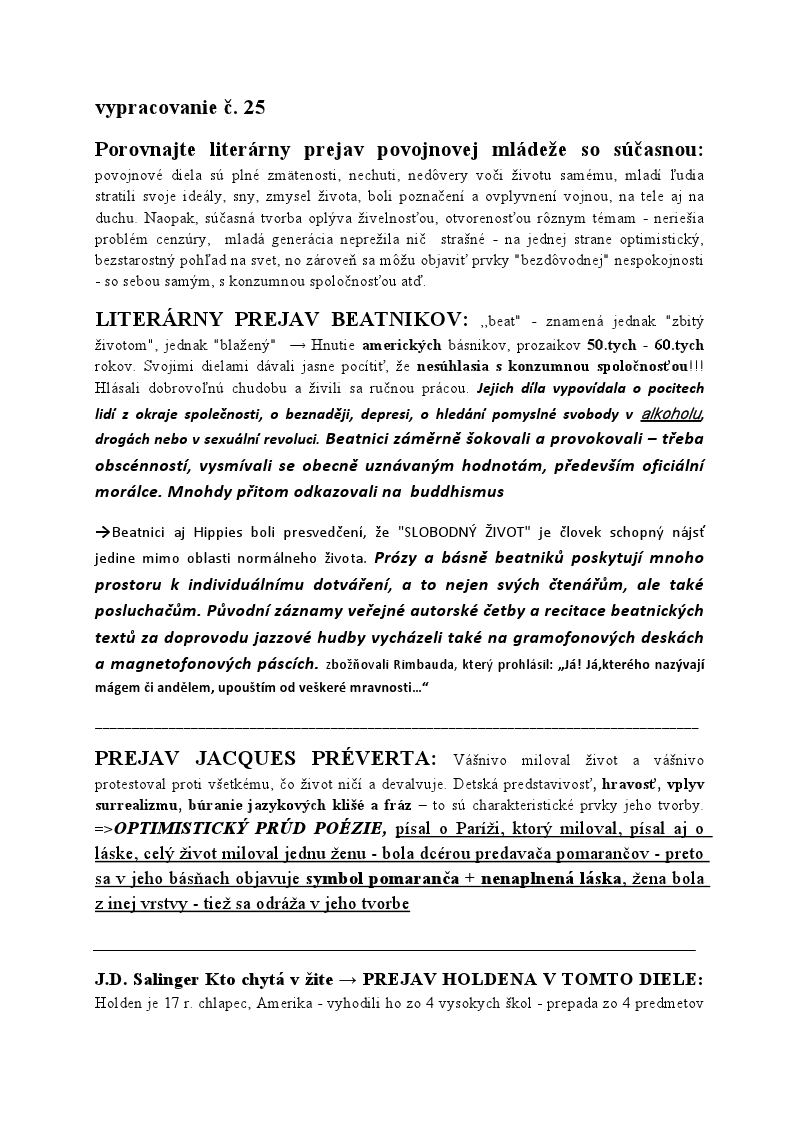 vypracovanie č. 25
Porovnajte literárny prejav povojnovej mládeže so súčasnou:
povojnové diela sú plné zmätenosti, nechuti, nedôvery voči životu samému, mladí ľudia
stratili svoje ideály, sny, zmysel života, boli poznačení a ovplyvnení vojnou, na tele aj na
duchu. Naopak, súčasná tvorba oplýva živelnosťou, otvorenosťou rôznym témam - neriešia
problém cenzúry, mladá generácia neprežila nič strašné - na jednej strane optimistický,
bezstarostný pohľad na svet, no zároveň sa môžu objaviť prvky "bezdôvodnej" nespokojnosti
- so sebou samým, s konzumnou spoločnosťou atď.
LITERÁRNY PREJAV BEATNIKOV: ,,beat" - znamená jednak "zbitý
životom", jednak "blažený" → Hnutie amerických básnikov, prozaikov 50.tych - 60.tych
rokov. Svojimi dielami dávali jasne pocítiť, že nesúhlasia s konzumnou spoločnosťou!!!
Hlásali dobrovoľnú chudobu a živili sa ručnou prácou. Jejich díla vypovídala o pocitech
lidí z okraje společnosti, o beznaději, depresi, o hledání pomyslné svobody v alkoholu,
drogách nebo v sexuální revoluci. Beatnici záměrně šokovali a provokovali – třeba
obscénností, vysmívali se obecně uznávaným hodnotám, především oficiální
morálce. Mnohdy přitom odkazovali na buddhismus
→Beatnici aj Hippies boli presvedčení, že "SLOBODNÝ ŽIVOT" je človek schopný nájsť
jedine mimo oblasti normálneho života. Prózy a básně beatniků poskytují mnoho
prostoru k individuálnímu dotváření, a to nejen svých čtenářům, ale také
posluchačům. Původní záznamy veřejné autorské četby a recitace beatnických
textů za doprovodu jazzové hudby vycházeli také na gramofonových deskách
a magnetofonových páscích. zbožňovali Rimbauda, který prohlásil: „Já! Já,kterého nazývají
mágem či andělem, upouštím od veškeré mravnosti…“
PREJAV JACQUES PRÉVERTA: Vášnivo miloval život a vášnivo
protestoval proti všetkému, čo život ničí a devalvuje. Detská predstavivosť, hravosť, vplyv
surrealizmu, búranie jazykových klišé a fráz – to sú charakteristické prvky jeho tvorby.
=>OPTIMISTICKÝ PRÚD POÉZIE, písal o Paríži, ktorý miloval, písal aj o
láske, celý život miloval jednu ženu - bola dcérou predavača pomarančov - preto
sa v jeho básňach objavuje symbol pomaranča + nenaplnená láska, žena bola
z inej vrstvy - tiež sa odráža v jeho tvorbe
J.D. Salinger Kto chytá v žite → PREJAV HOLDENA V TOMTO DIELE:
Holden je 17 r. chlapec, Amerika - vyhodili ho zo 4 vysokych škol - prepada zo 4 predmetov